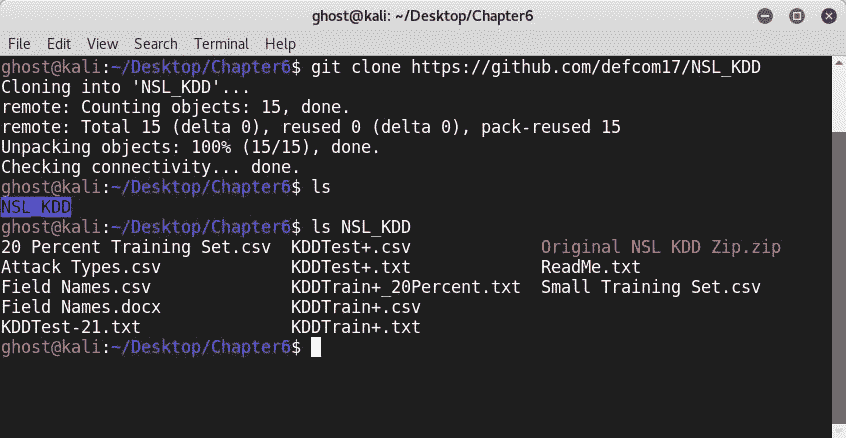 ghost@kali: ~/Desktop/Chapter6
File Edit View Search Terminal Help
ghost@kali:~/Desktop/Chapter6$ git clone https://github.com/defcom17/NSL_KDD
Cloning into 'NSL_KDD'...
remote: Counting objects: 15, done.
remote: Total 15 (delta 0), reused 0 (delta 0), pack-reused 15
Unpacking objects: 100% (15/15), done.
Checking connectivity... done.
ghost@kali:~/Desktop/Chapter6$ ls
NSL_KDD
ghost@kali:~/Desktop/Chapter6$ ls NSL_KDD
20 Percent Training Set.csv KDDTest+.csv Original NSL KDD Zip.zip
Attack Types.csv KDDTest+.txt ReadMe.txt
Field Names.csv KDDTrain+_20Percent.txt Small Training Set.csv
Field Names.docx KDDTrain+.csv
KDDTest-21.txt KDDTrain+.txt
ghost@kali:~/Desktop/Chapter6$